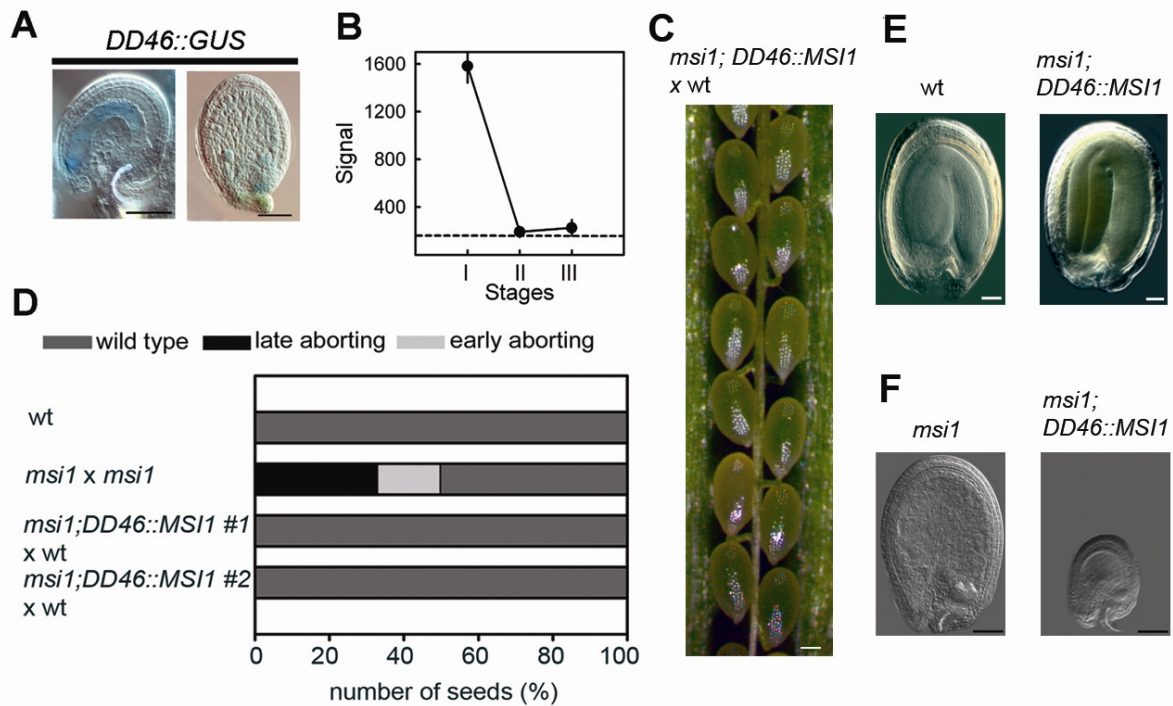 A
DD46::GUS
B
1600
1200
800
400
Signal
I II III
Stages
C
msi1; DD46::MSI1
x wt
D
wild type late aborting early aborting
wt
msi1 x msi1
msi1;DD46::MSI1 #1
x wt
msi1;DD46::MSI1 #2
x wt
0 20 40 60 80 100
number of seeds (%)
E
wt
msi1;
DD46::MSI1
F
msi1
msi1;
DD46::MSI1